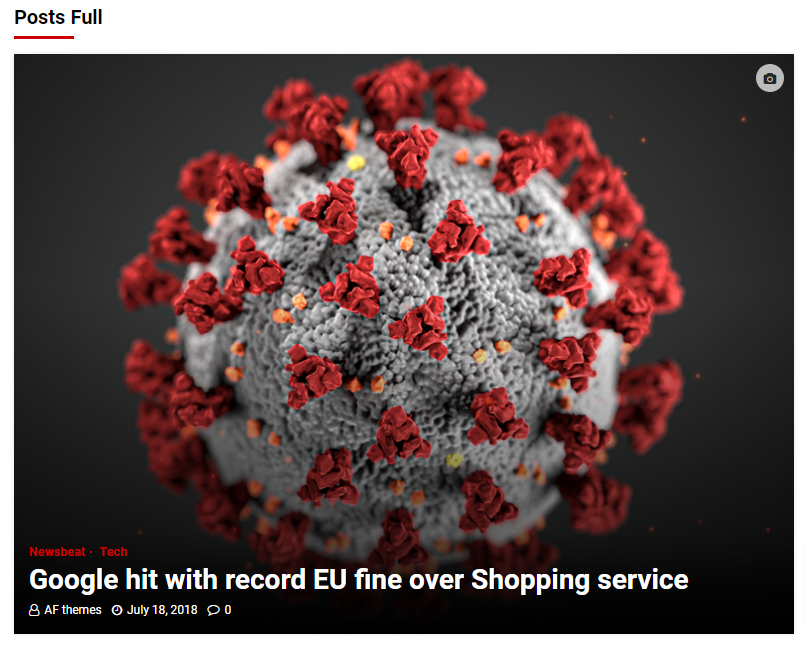 Posts Full
Newsbeat · Tech
Google hit with record EU fine over Shopping service
AF themes July 18, 2018 0